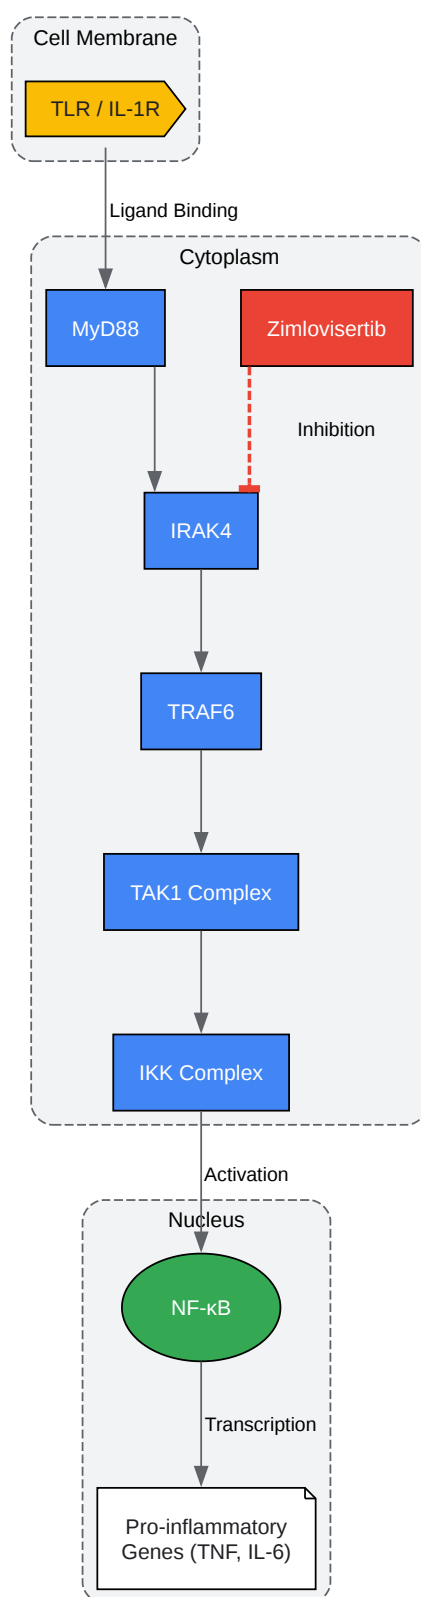 Cell Membrane
TLR / IL-1R
Ligand Binding
Cytoplasm
MyD88
Zimlovisertib
Inhibition
IRAK4
TRAF6
TAK1 Complex
IKK Complex
Activation
Nucleus
NF-κB
Transcription
Pro-inflammatory
Genes (TNF, IL-6)